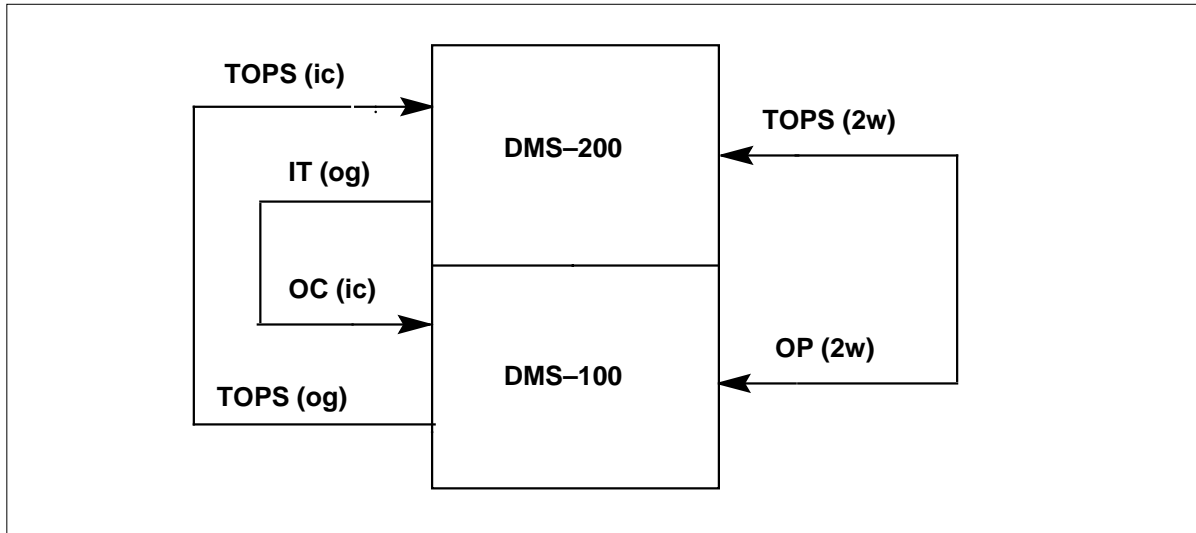 TOPS (ic)
TOPS (2w)
DMS–200
IT (og)
OC (ic)
OP (2w)
DMS–100
TOPS (og)